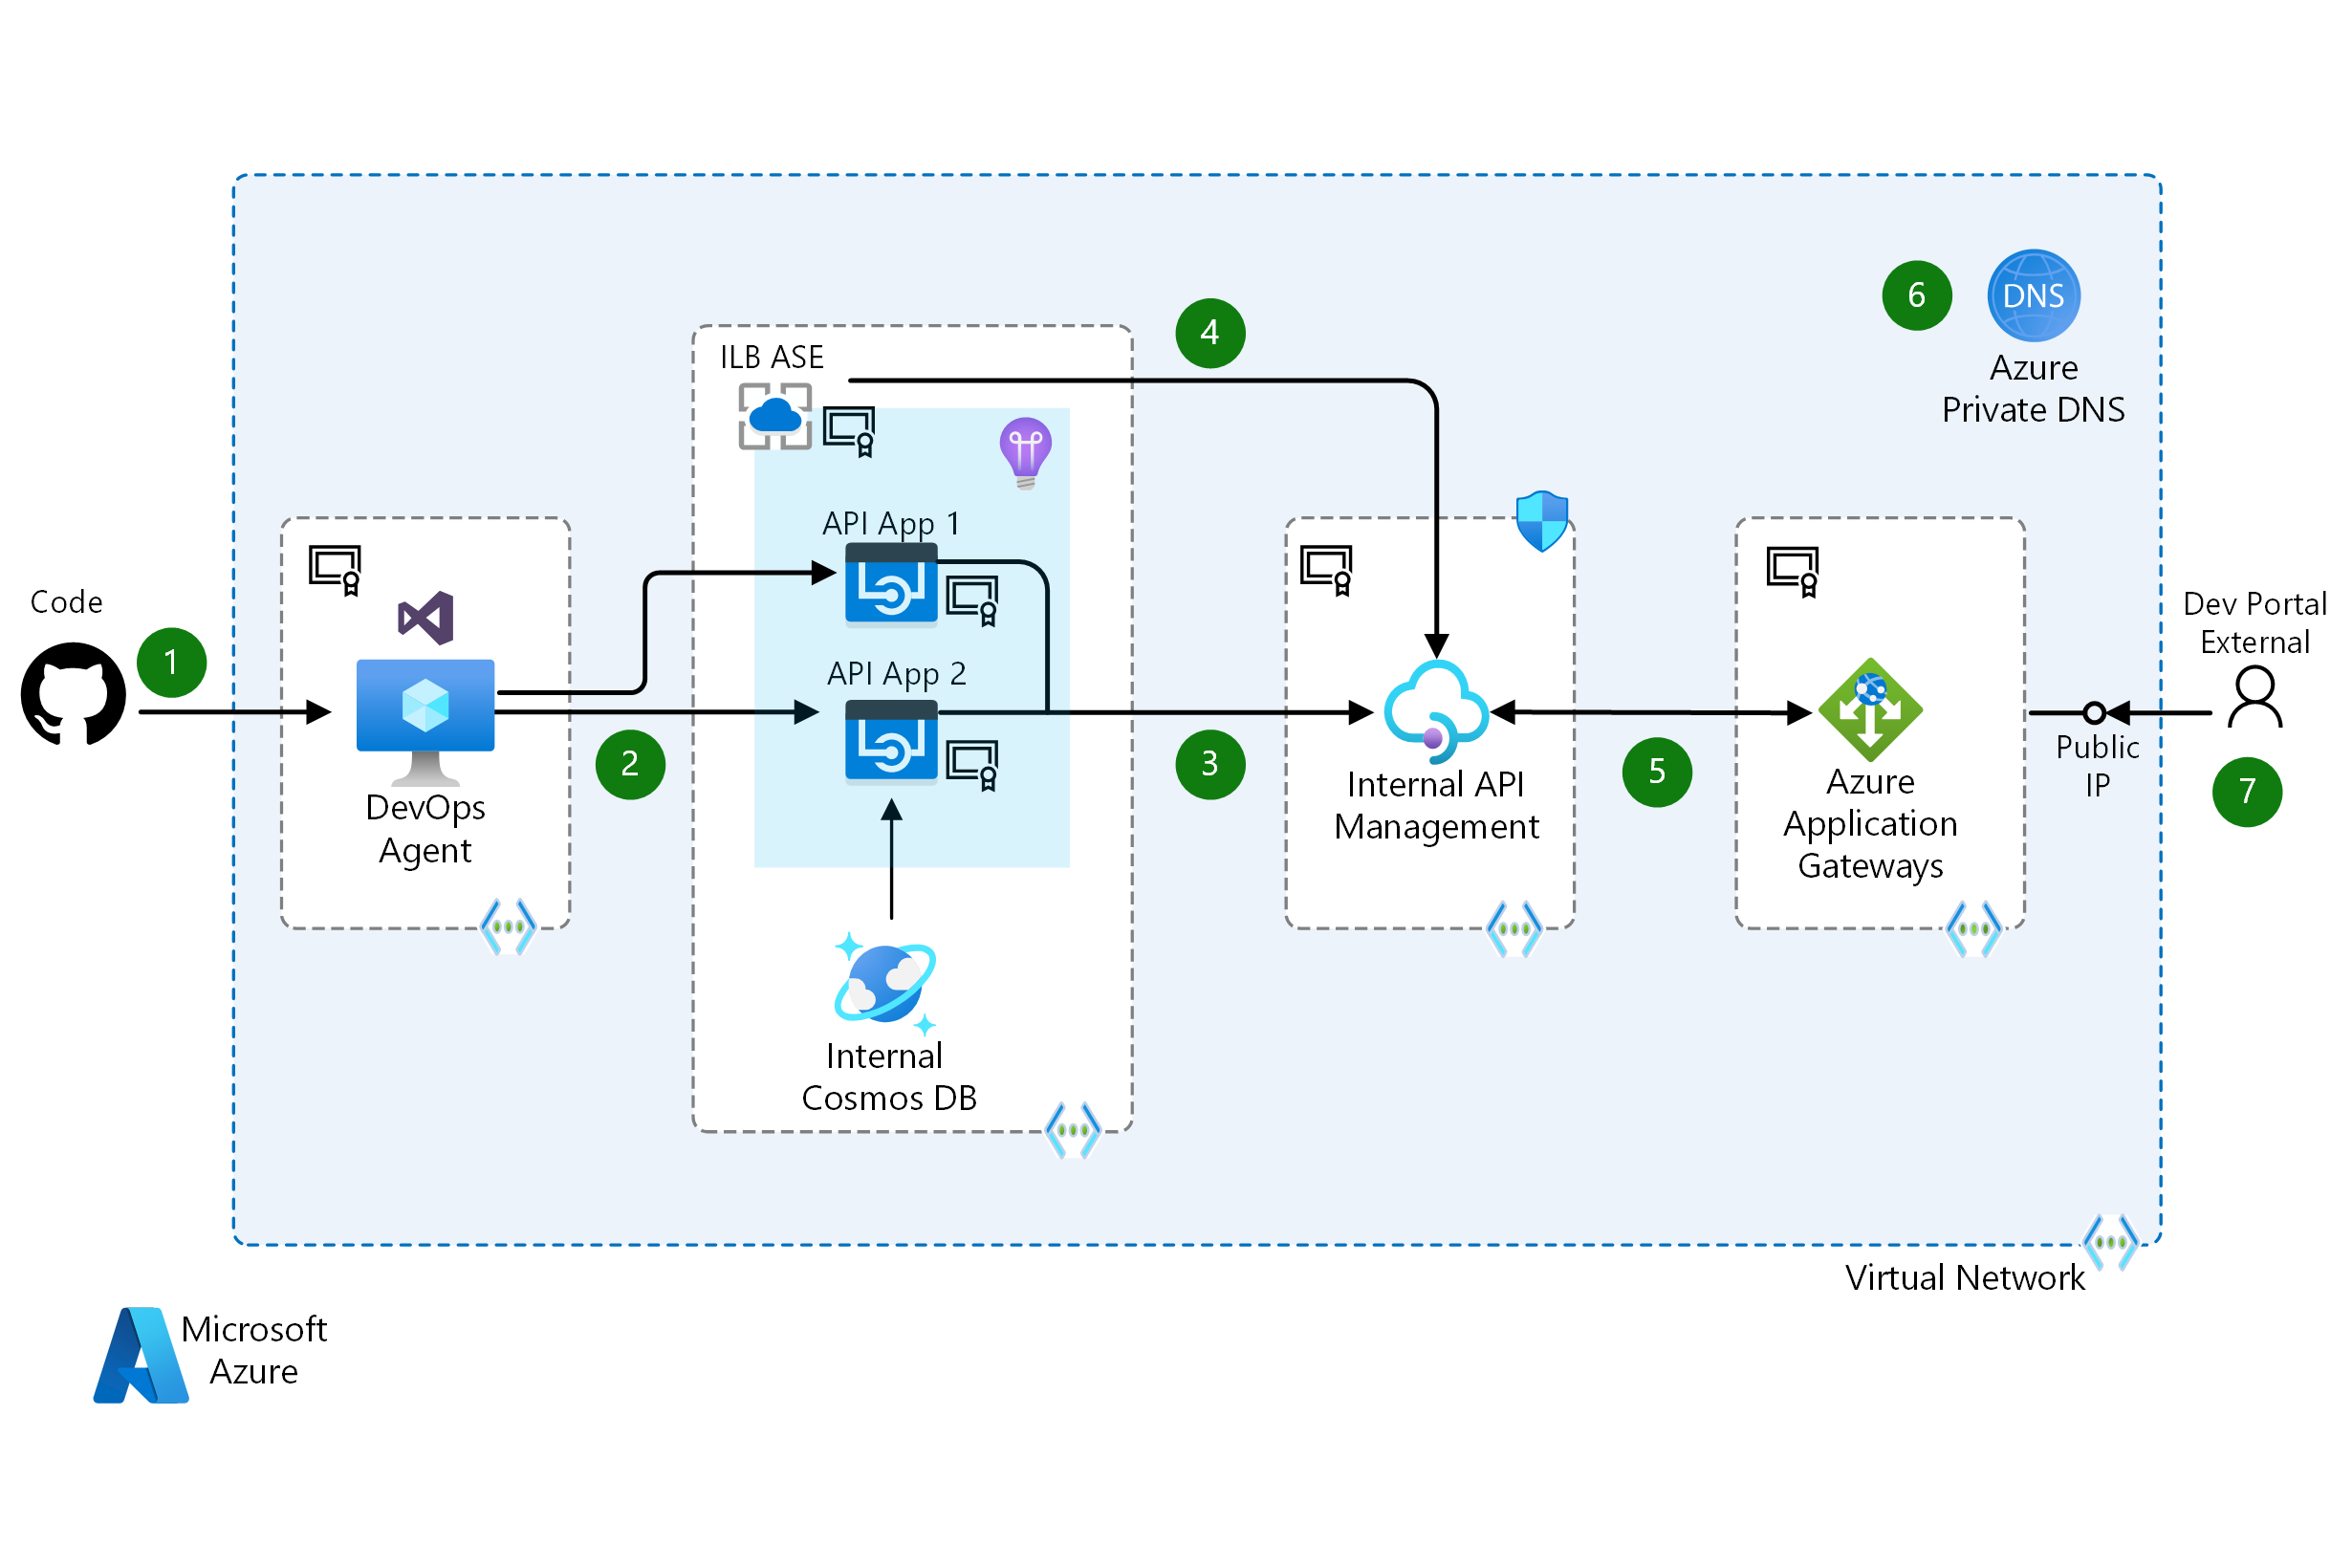 6
DNS
Azure
Private DNS
4
ILB ASE
API App 1
Code
1
DevOps
Agent
2
API App 2
Internal
Cosmos DB
3
Internal API
Management
5
Azure
Application
Gateways
Dev Portal
External
Public
IP
7
Virtual Network
Microsoft
Azure